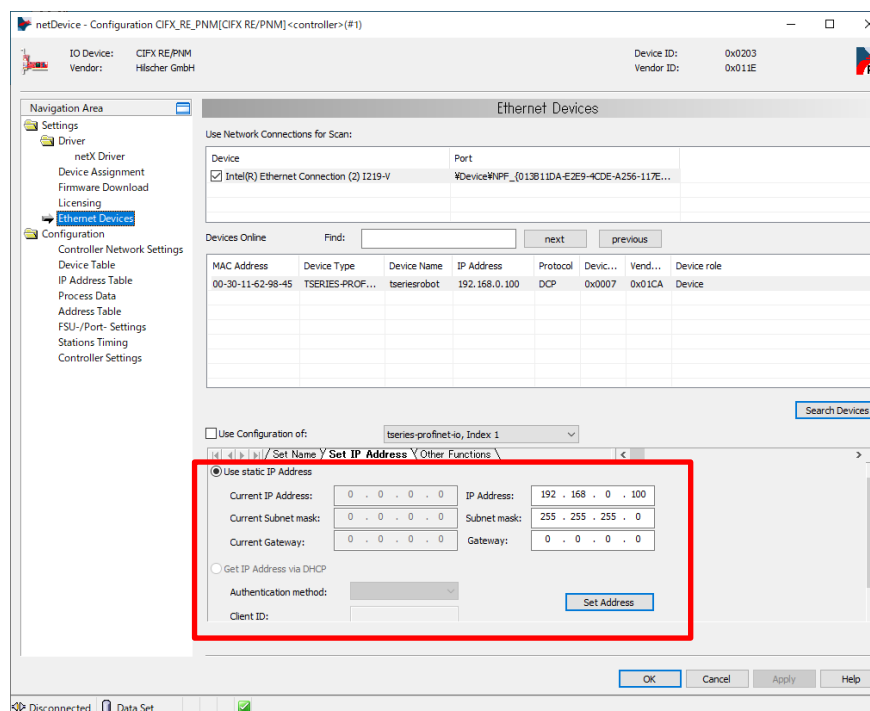 netDevice - Configuration CIFX_RE_PNM[CIFX RE/PNM]<controller>(#1)
IO Device: CIFX RE/PNM Device ID: 0x0203
Vendor: Hilscher GmbH Vendor ID: 0x011E
Navigation Area
Settings
Driver
netX Driver
Device Assignment
Firmware Download
Licensing
Ethernet Devices
Configuration
Controller Network Settings
Device Table
IP Address Table
Process Data
Address Table
FSU-/Port- Settings
Stations Timing
Controller Settings
Ethernet Devices
Use Network Connections for Scan:
Device Port
Intel(R) Ethernet Connection (2) I219-V ¥Device¥NPF_{013B11DA-E2E9-4CDE-A256-117E...
Devices Online Find: next previous
MAC Address Device Type Device Name IP Address Protocol Devic... Vend... Device role
00-30-11-62-98-45 TSERIES-PROF... tseriesrobot 192.168.0.100 DCP 0x0007 0x01CA Device
Search Devices
Use Configuration of: tseries-profinet-io, Index 1
Set Name Set IP Address Other Functions
Use static IP Address
Current IP Address: 0 . 0 . 0 . 0 IP Address: 192 . 168 . 0 . 100
Current Subnet mask: 0 . 0 . 0 . 0 Subnet mask: 255 . 255 . 255 . 0
Current Gateway: 0 . 0 . 0 . 0 Gateway: 0 . 0 . 0 . 0
Get IP Address via DHCP
Authentication method:
Set Address
Client ID:
OK Cancel Apply Help
Disconnected Data Set